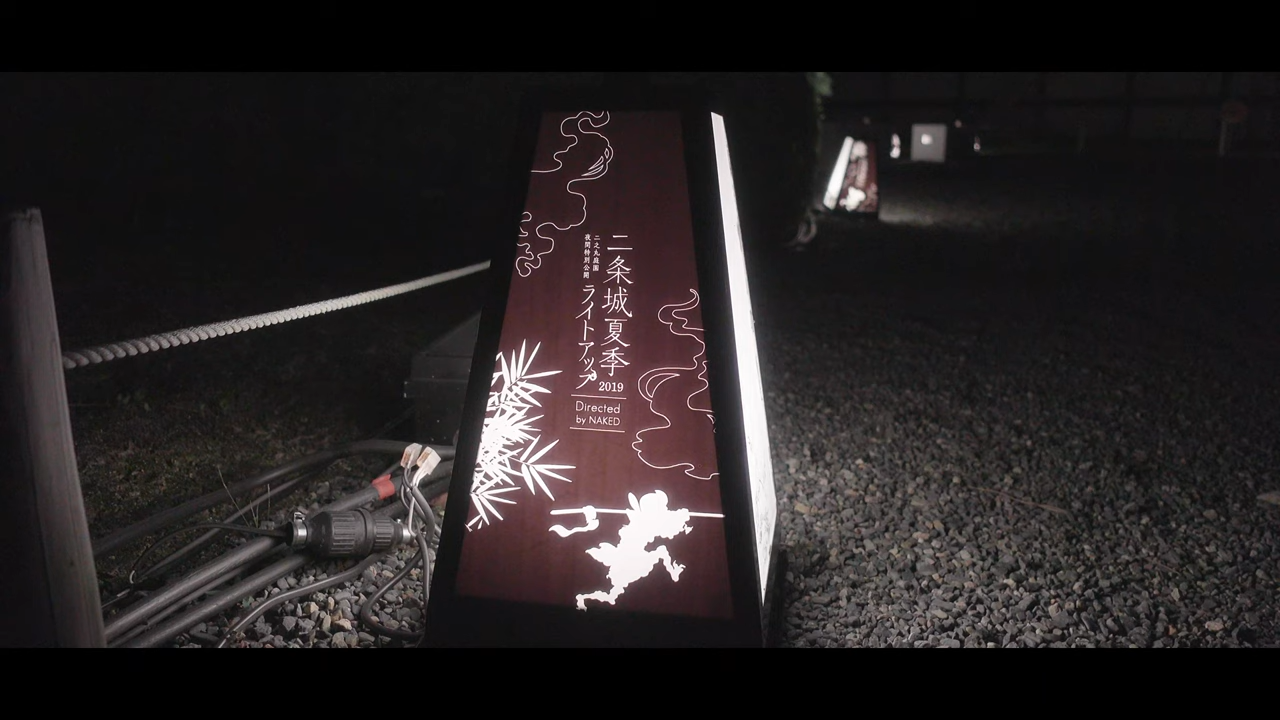 二条城夏季
ライトアップ
2019
二之丸庭園
夜間特別公開
Directed
by NAKED